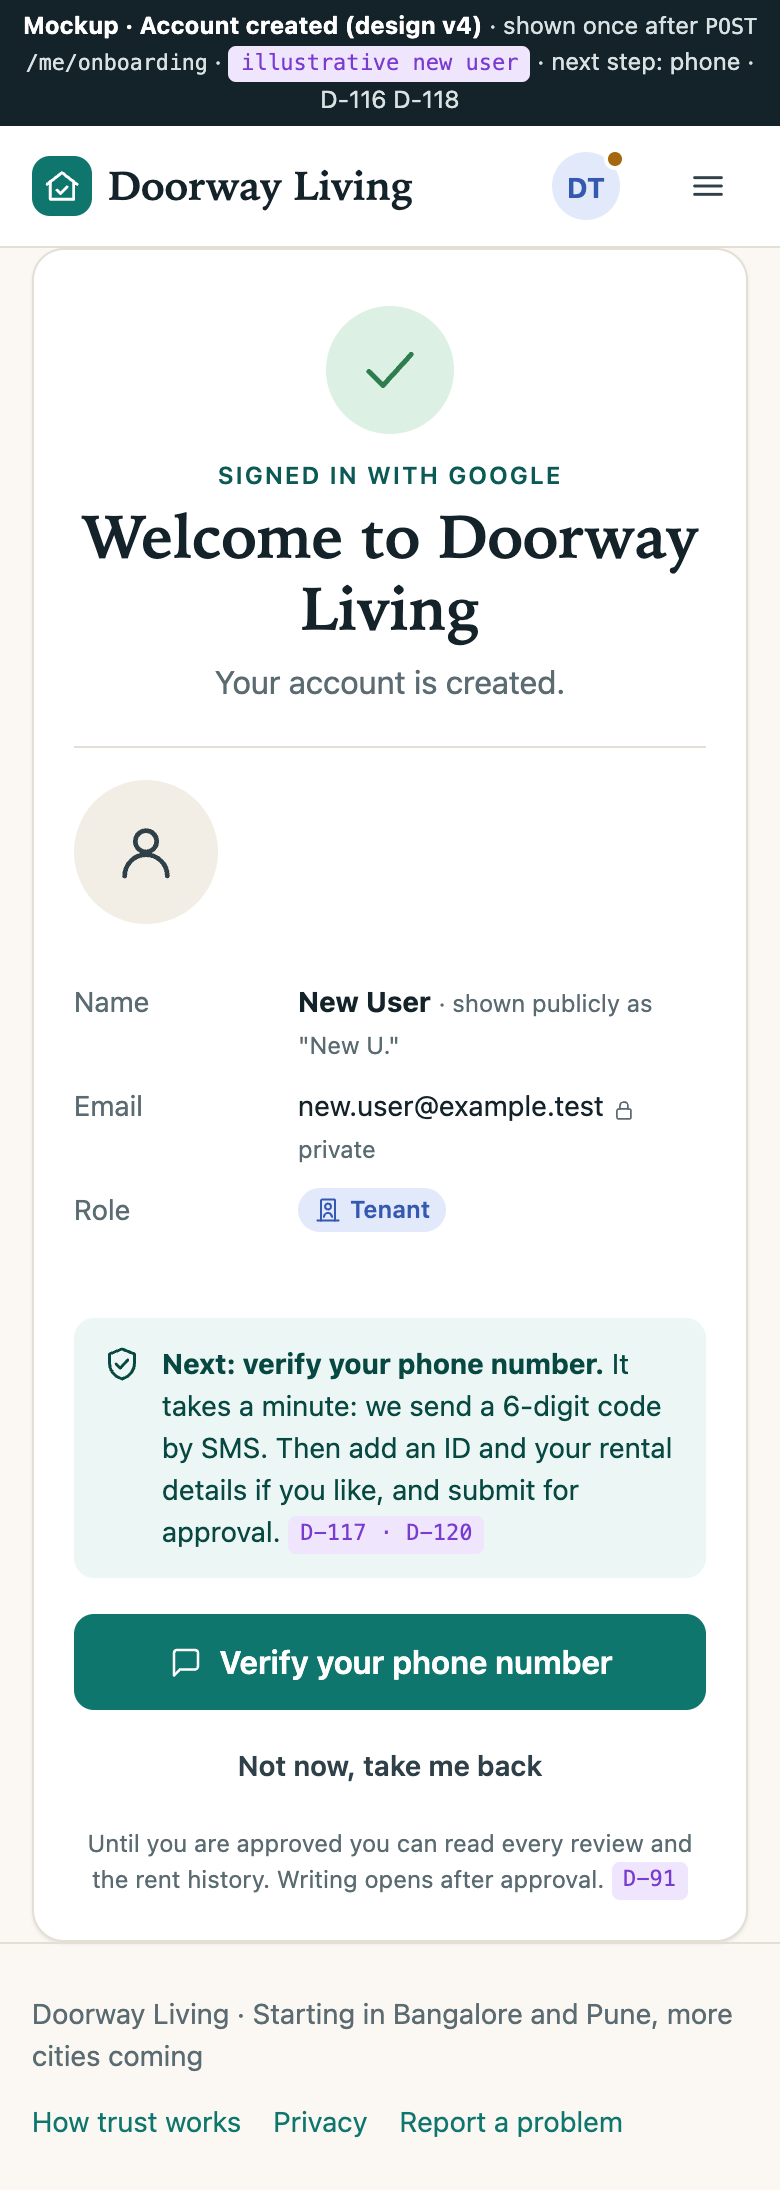 Mockup · Account created (design v4) · shown once after POST
/me/onboarding · illustrative new user · next step: phone ·
D-116 D-118
Doorway Living
DT
SIGNED IN WITH GOOGLE
Welcome to Doorway
Living
Your account is created.
Name
New User · shown publicly as
"New U."
Email
new.user@example.test
private
Role
Tenant
Next: verify your phone number. It
takes a minute: we send a 6-digit code
by SMS. Then add an ID and your rental
details if you like, and submit for
approval. D-117 · D-120
Verify your phone number
Not now, take me back
Until you are approved you can read every review and
the rent history. Writing opens after approval. D-91
Doorway Living · Starting in Bangalore and Pune, more
cities coming
How trust works Privacy Report a problem